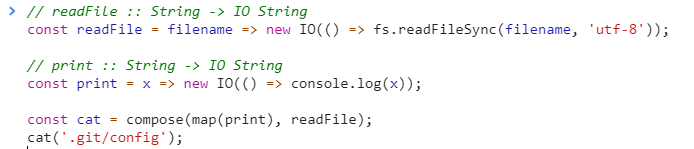 > // readFile :: String -> IO String
const readFile = filename => new IO(() => fs.readFileSync(filename, 'utf-8'));
// print :: String -> IO String
const print = x => new IO(() => console.log(x));
const cat = compose(map(print), readFile);
cat('.git/config');